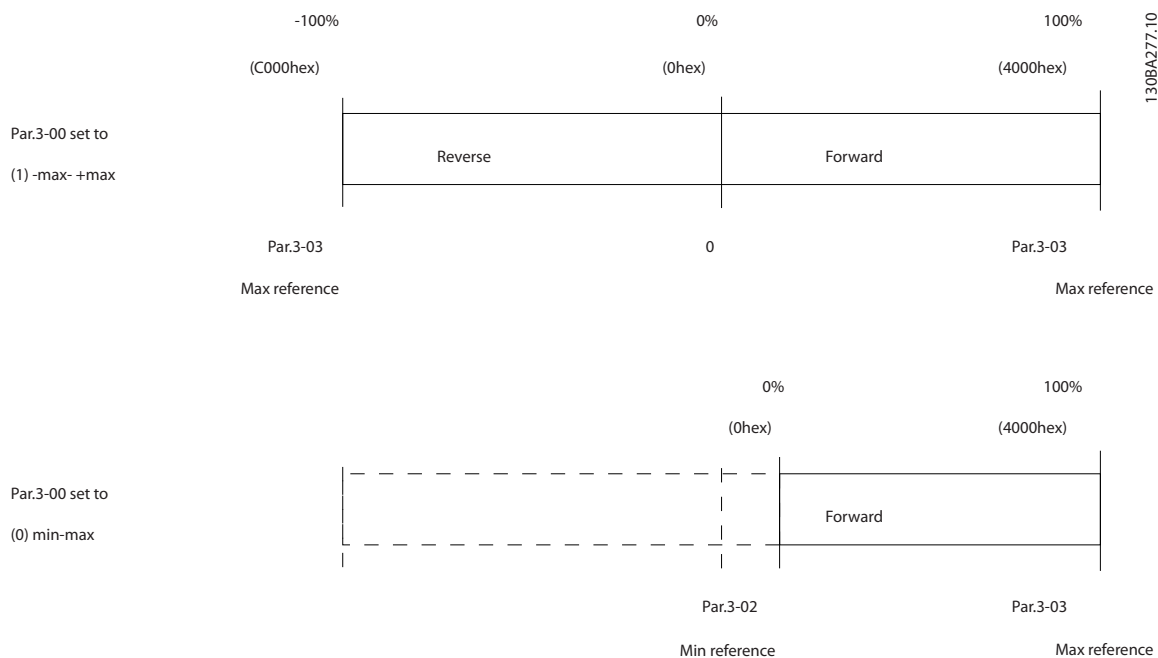 -100% 0% 100%
(C000hex) (0hex) (4000hex)
130BA277.10
Par.3-00 set to
(1) -max- +max
Reverse Forward
Par.3-03 0 Par.3-03
Max reference Max reference
0% 100%
(0hex) (4000hex)
Par.3-00 set to
(0) min-max
Forward
Par.3-02 Par.3-03
Min reference Max reference